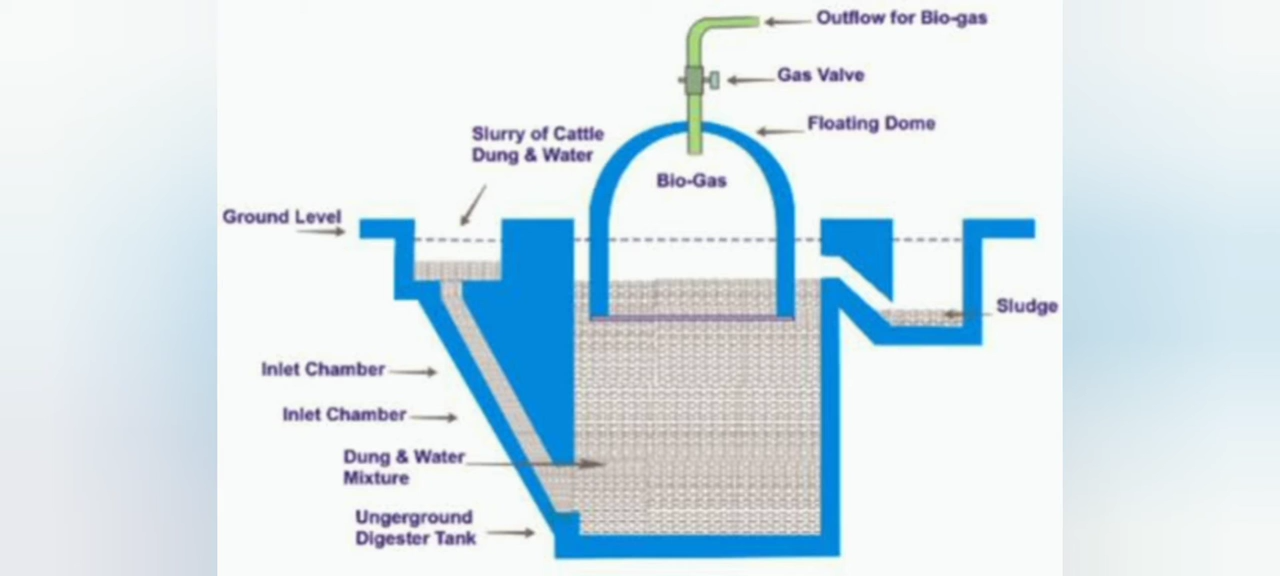 Outflow for Bio-gas
Gas Valve
Floating Dome
Slurry of Cattle
Dung & Water
Bio-Gas
Ground Level
Sludge
Inlet Chamber
Inlet Chamber
Dung & Water
Mixture
Ungerground
Digester Tank